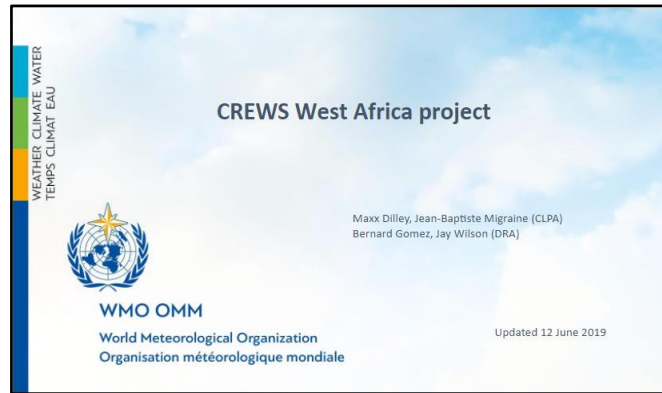 WEATHER CLIMATE WATER
TEMPS CLIMAT EAU
CREWS West Africa project
Maxx Dilley, Jean-Baptiste Migraine (CLPA)
Bernard Gomez, Jay Wilson (DRA)
WMO OMM
World Meteorological Organization
Organisation météorologique mondiale
Updated 12 June 2019